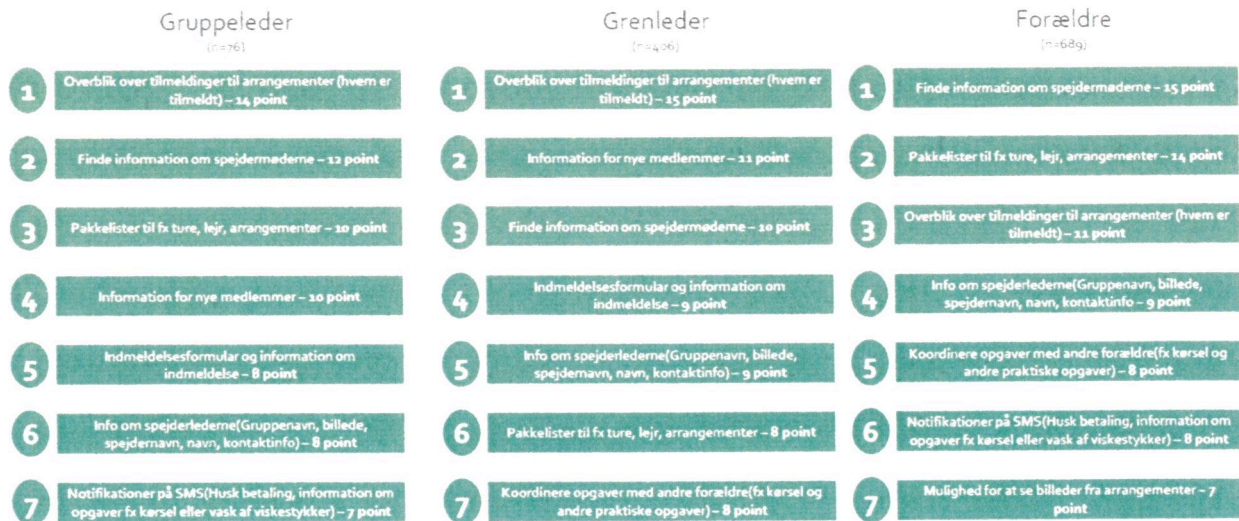 Gruppeleder
(n=76)
1
Overblik over tilmeldinger til arrangementer (hvem er
tilmeldt) – 14 point
2
Finde information om spejdermøderne – 12 point
3
Pakkelister til fx ture, lejr, arrangementer – 10 point
4
Information for nye medlemmer – 10 point
5
Indmeldelsesformular og information om
indmeldelse – 8 point
6
Info om spejderlederne(Gruppenavn, billede,
spejdernavn, navn, kontaktinfo) – 8 point
7
Notifikationer på SMS(Husk betaling, information om
opgaver fx kørsel eller vask af viskestykker) – 7 point
Grenleder
(n=406)
1
Overblik over tilmeldinger til arrangementer (hvem er
tilmeldt) – 15 point
2
Information for nye medlemmer – 11 point
3
Finde information om spejdermøderne – 10 point
4
Indmeldelsesformular og information om
indmeldelse – 9 point
5
Info om spejderlederne(Gruppenavn, billede,
spejdernavn, navn, kontaktinfo) – 9 point
6
Pakkelister til fx ture, lejr, arrangementer – 8 point
7
Koordinere opgaver med andre forældre(fx kørsel og
andre praktiske opgaver) – 8 point
Forældre
(n=689)
1
Finde information om spejdermøderne – 15 point
2
Pakkelister til fx ture, lejr, arrangementer – 14 point
3
Overblik over tilmeldinger til arrangementer (hvem er
tilmeldt) – 11 point
4
Info om spejderlederne(Gruppenavn, billede,
spejdernavn, navn, kontaktinfo – 9 point
5
Koordinere opgaver med andre forældre(fx kørsel og
andre praktiske opgaver) – 8 point
6
Notifikationer på SMS(Husk betaling, information om
opgaver fx kørsel eller vask af viskestykker) – 8 point
7
Mulighed for at se billeder fra arrangementer – 7
point